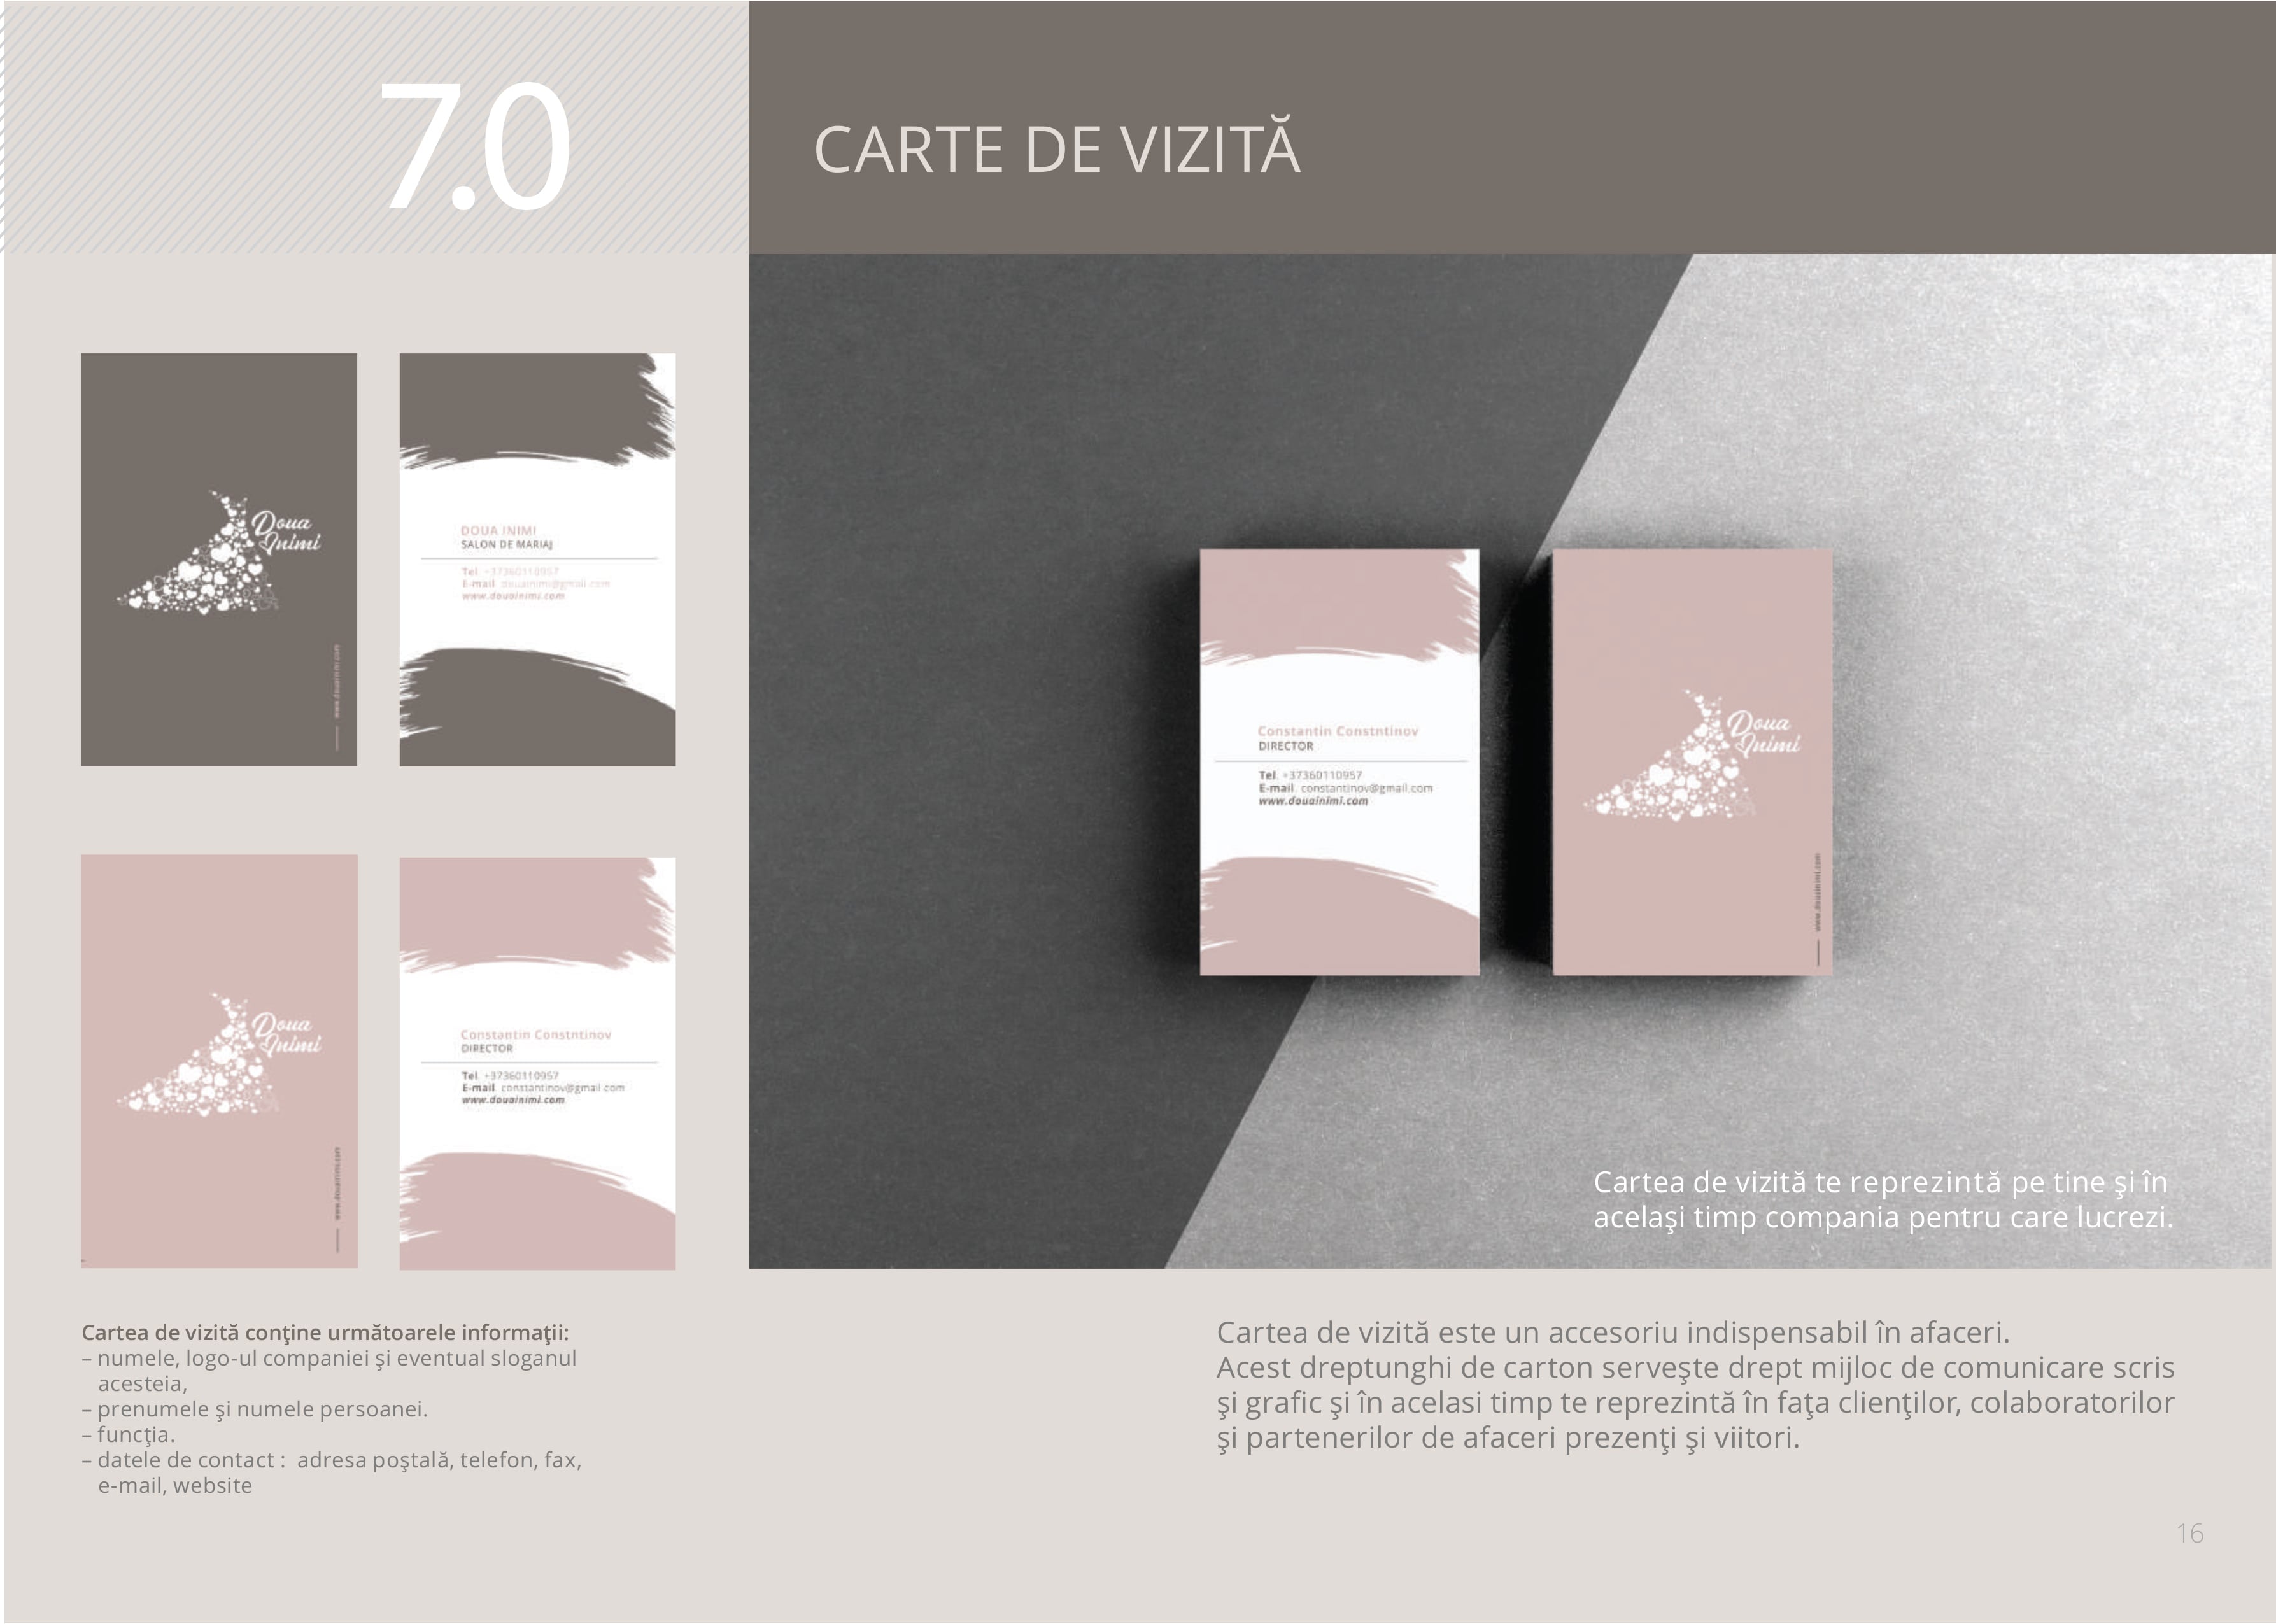 7.0
CARTE DE VIZITĂ
Doua
Inimi
www.douainimi.com
DOUA INIMI
SALON DE MARIAJ
Tel. +37360110957
E-mail. douainimi@gmail.com
www.douainimi.com
Doua
Inimi
www.douainimi.com
Constantin Constntinov
DIRECTOR
Tel. +37360110957
E-mail. constantinov@gmail.com
www.douainimi.com
Constantin Constntinov
DIRECTOR
Tel. +37360110957
E-mail. constantinov@gmail.com
www.douainimi.com
Doua
Inimi
www.douainimi.com
Cartea de vizită te reprezintă pe tine şi în
acelaşi timp compania pentru care lucrezi.
Cartea de vizită conţine următoarele informaţii:
– numele, logo-ul companiei şi eventual sloganul
acesteia,
– prenumele şi numele persoanei.
– funcţia.
– datele de contact : adresa poştală, telefon, fax,
e-mail, website
Cartea de vizită este un accesoriu indispensabil în afaceri.
Acest dreptunghi de carton serveşte drept mijloc de comunicare scris
şi grafic şi în acelasi timp te reprezintă în faţa clienţilor, colaboratorilor
şi partenerilor de afaceri prezenţi şi viitori.
16